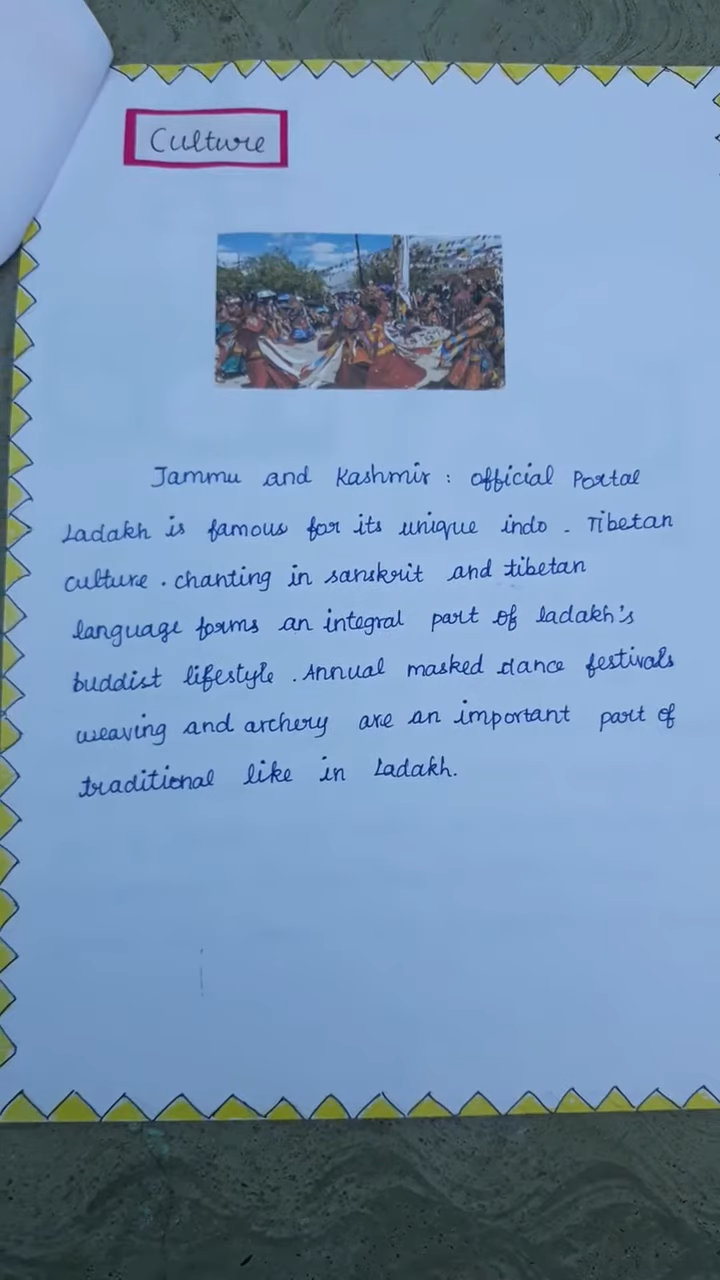 Culture
Jammu and Kashmir : official Portal
Ladakh is famous for its unique indo - Tibetan
culture . chanting in sanskrit and tibetan
language forms an integral part of ladakh's
buddist lifestyle . Annual masked dance festivals
weaving and archery are an important part of
traditional like in Ladakh.